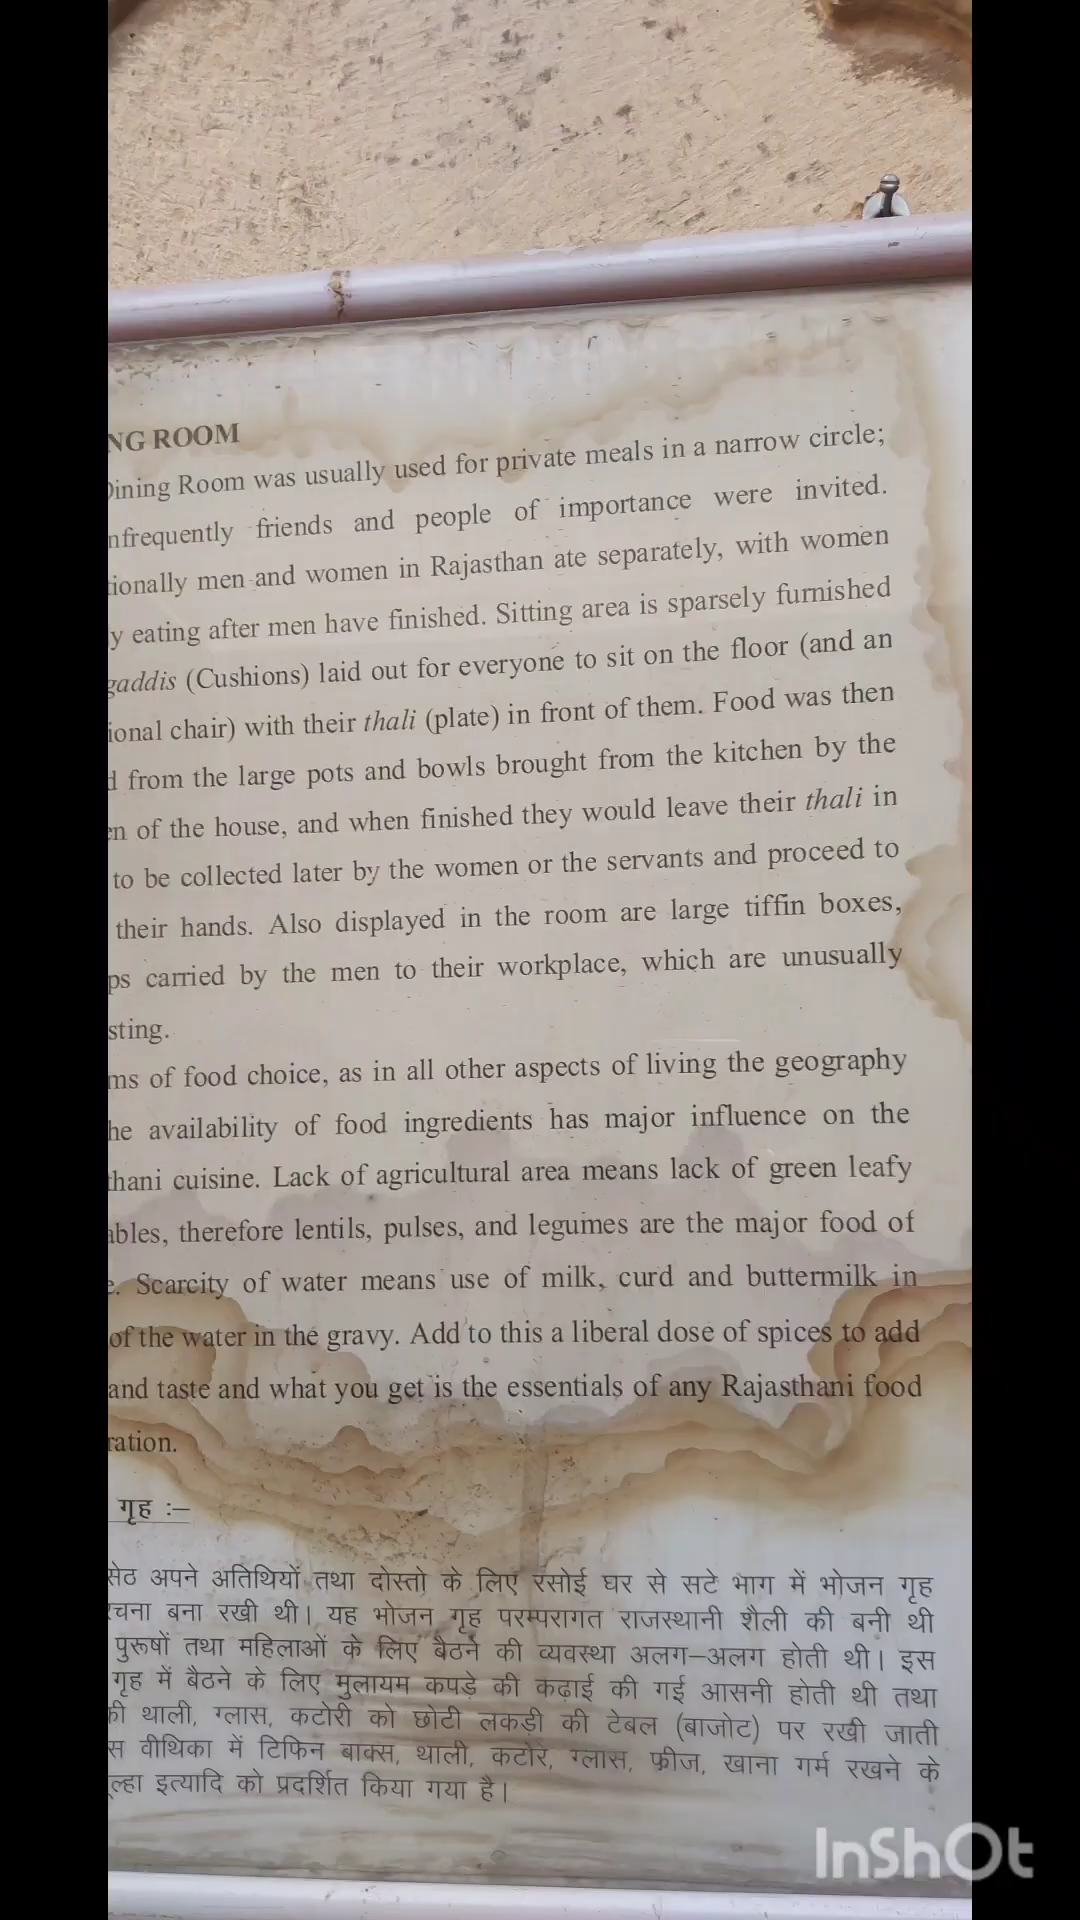 NG ROOM
Dining Room was usually used for private meals in a narrow circle;
nfrequently friends and people of importance were invited.
tionally men and women in Rajasthan ate separately, with women
y eating after men have finished. Sitting area is sparsely furnished
gaddis (Cushions) laid out for everyone to sit on the floor (and an
ional chair) with their thali (plate) in front of them. Food was then
d from the large pots and bowls brought from the kitchen by the
en of the house, and when finished they would leave their thali in
to be collected later by the women or the servants and proceed to
their hands. Also displayed in the room are large tiffin boxes,
ps carried by the men to their workplace, which are unusually
sting.
ms of food choice, as in all other aspects of living the geography
he availability of food ingredients has major influence on the
thani cuisine. Lack of agricultural area means lack of green leafy
ables, therefore lentils, pulses, and legumes are the major food of
e. Scarcity of water means use of milk, curd and buttermilk in
of the water in the gravy. Add to this a liberal dose of spices to add
and taste and what you get is the essentials of any Rajasthani food
ration.
गृह :–
सेठ अपने अतिथियों तथा दोस्तो के लिए रसोई घर से सटे भाग में भोजन गृह
रचना बना रखी थी। यह भोजन गृह परम्परागत राजस्थानी शैली की बनी थी
पुरूषों तथा महिलाओं के लिए बैठने की व्यवस्था अलग–अलग होती थी। इस
गृह में बैठने के लिए मुलायम कपड़े की कढ़ाई की गई आसनी होती थी तथा
की थाली, ग्लास, कटोरी को छोटी लकड़ी की टेबल (बाजोट) पर रखी जाती
स वीथिका में टिफिन बाक्स, थाली, कटोर, ग्लास, फ्रीज, खाना गर्म रखने के
ल्हा इत्यादि को प्रदर्शित किया गया है।
InShOt